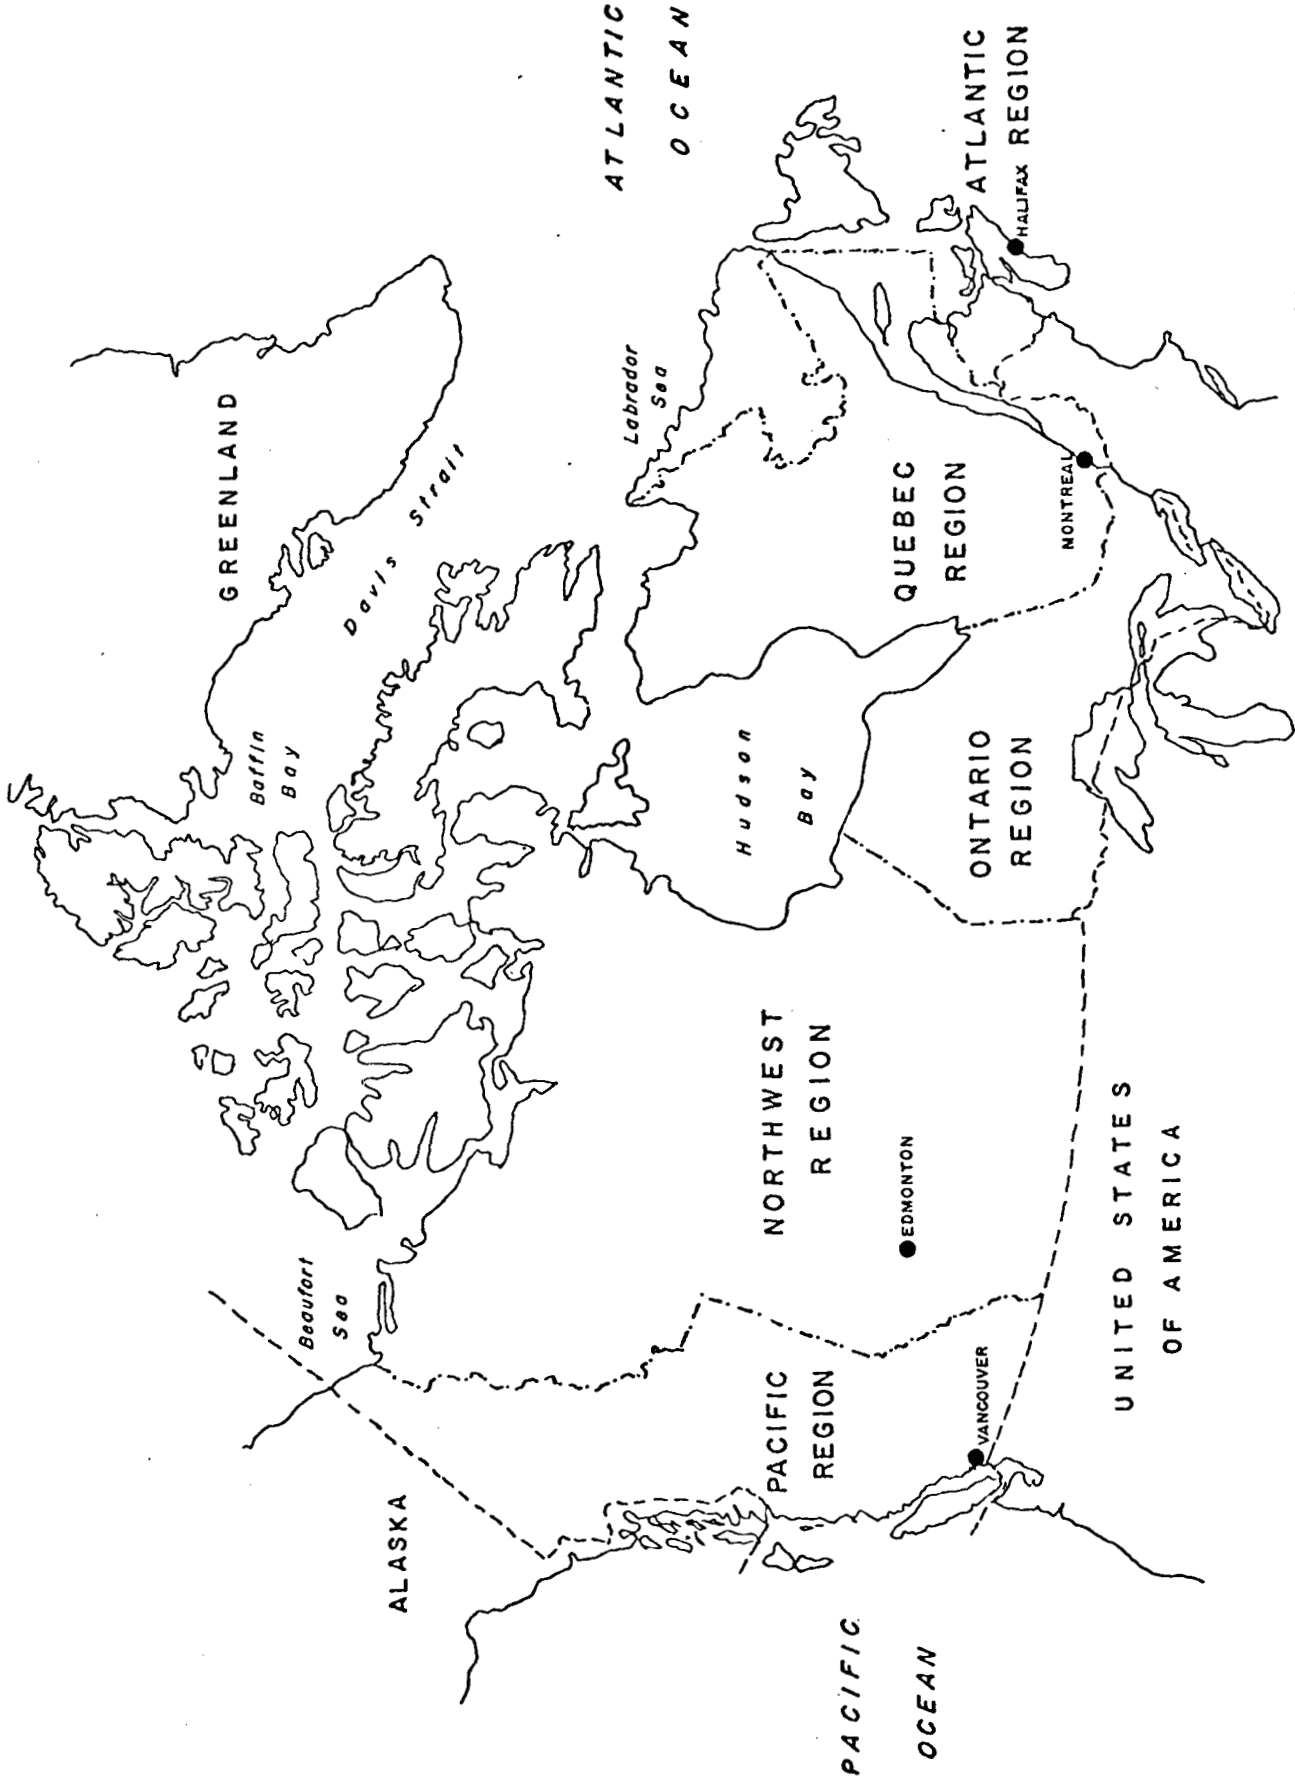 GREENLAND
Davis Strait
Baffin
Bay
Beaufort
Sea
ALASKA
ATLANTIC
OCEAN
Labrador
Sea
Hudson
Bay
NORTHWEST
REGION
EDMONTON
PACIFIC
REGION
VANCOUVER
PACIFIC
OCEAN
QUEBEC
REGION
MONTREAL
ONTARIO
REGION
ATLANTIC
REGION
HALIFAX
UNITED STATES
OF AMERICA